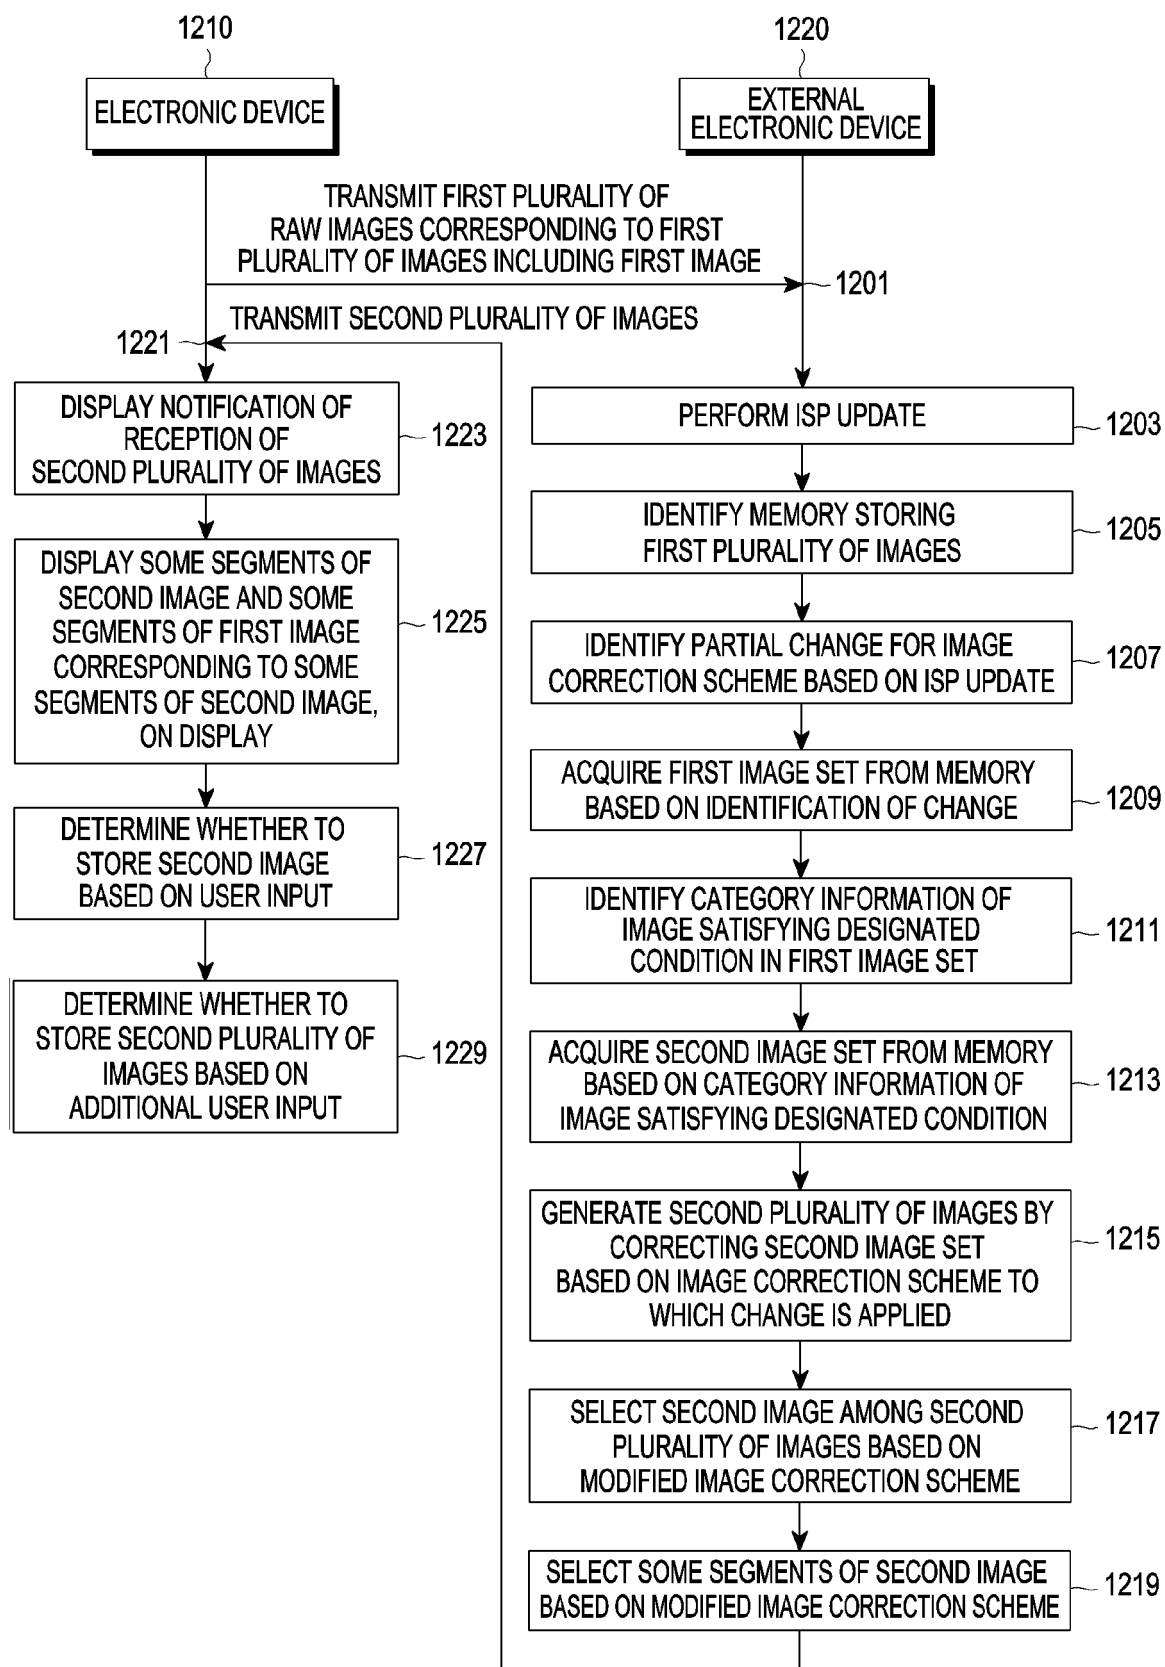 1210
ELECTRONIC DEVICE
1220
EXTERNAL
ELECTRONIC DEVICE
TRANSMIT FIRST PLURALITY OF
RAW IMAGES CORRESPONDING TO FIRST
PLURALITY OF IMAGES INCLUDING FIRST IMAGE
1201
TRANSMIT SECOND PLURALITY OF IMAGES
1221
DISPLAY NOTIFICATION OF
RECEPTION OF
SECOND PLURALITY OF IMAGES
1223
DISPLAY SOME SEGMENTS OF
SECOND IMAGE AND SOME
SEGMENTS OF FIRST IMAGE
CORRESPONDING TO SOME
SEGMENTS OF SECOND IMAGE,
ON DISPLAY
1225
DETERMINE WHETHER TO
STORE SECOND IMAGE
BASED ON USER INPUT
1227
DETERMINE WHETHER TO
STORE SECOND PLURALITY OF
IMAGES BASED ON
ADDITIONAL USER INPUT
1229
PERFORM ISP UPDATE
1203
IDENTIFY MEMORY STORING
FIRST PLURALITY OF IMAGES
1205
IDENTIFY PARTIAL CHANGE FOR IMAGE
CORRECTION SCHEME BASED ON ISP UPDATE
1207
ACQUIRE FIRST IMAGE SET FROM MEMORY
BASED ON IDENTIFICATION OF CHANGE
1209
IDENTIFY CATEGORY INFORMATION OF
IMAGE SATISFYING DESIGNATED
CONDITION IN FIRST IMAGE SET
1211
ACQUIRE SECOND IMAGE SET FROM MEMORY
BASED ON CATEGORY INFORMATION OF
IMAGE SATISFYING DESIGNATED CONDITION
1213
GENERATE SECOND PLURALITY OF IMAGES BY
CORRECTING SECOND IMAGE SET
BASED ON IMAGE CORRECTION SCHEME TO
WHICH CHANGE IS APPLIED
1215
SELECT SECOND IMAGE AMONG SECOND
PLURALITY OF IMAGES BASED ON
MODIFIED IMAGE CORRECTION SCHEME
1217
SELECT SOME SEGMENTS OF SECOND IMAGE
BASED ON MODIFIED IMAGE CORRECTION SCHEME
1219